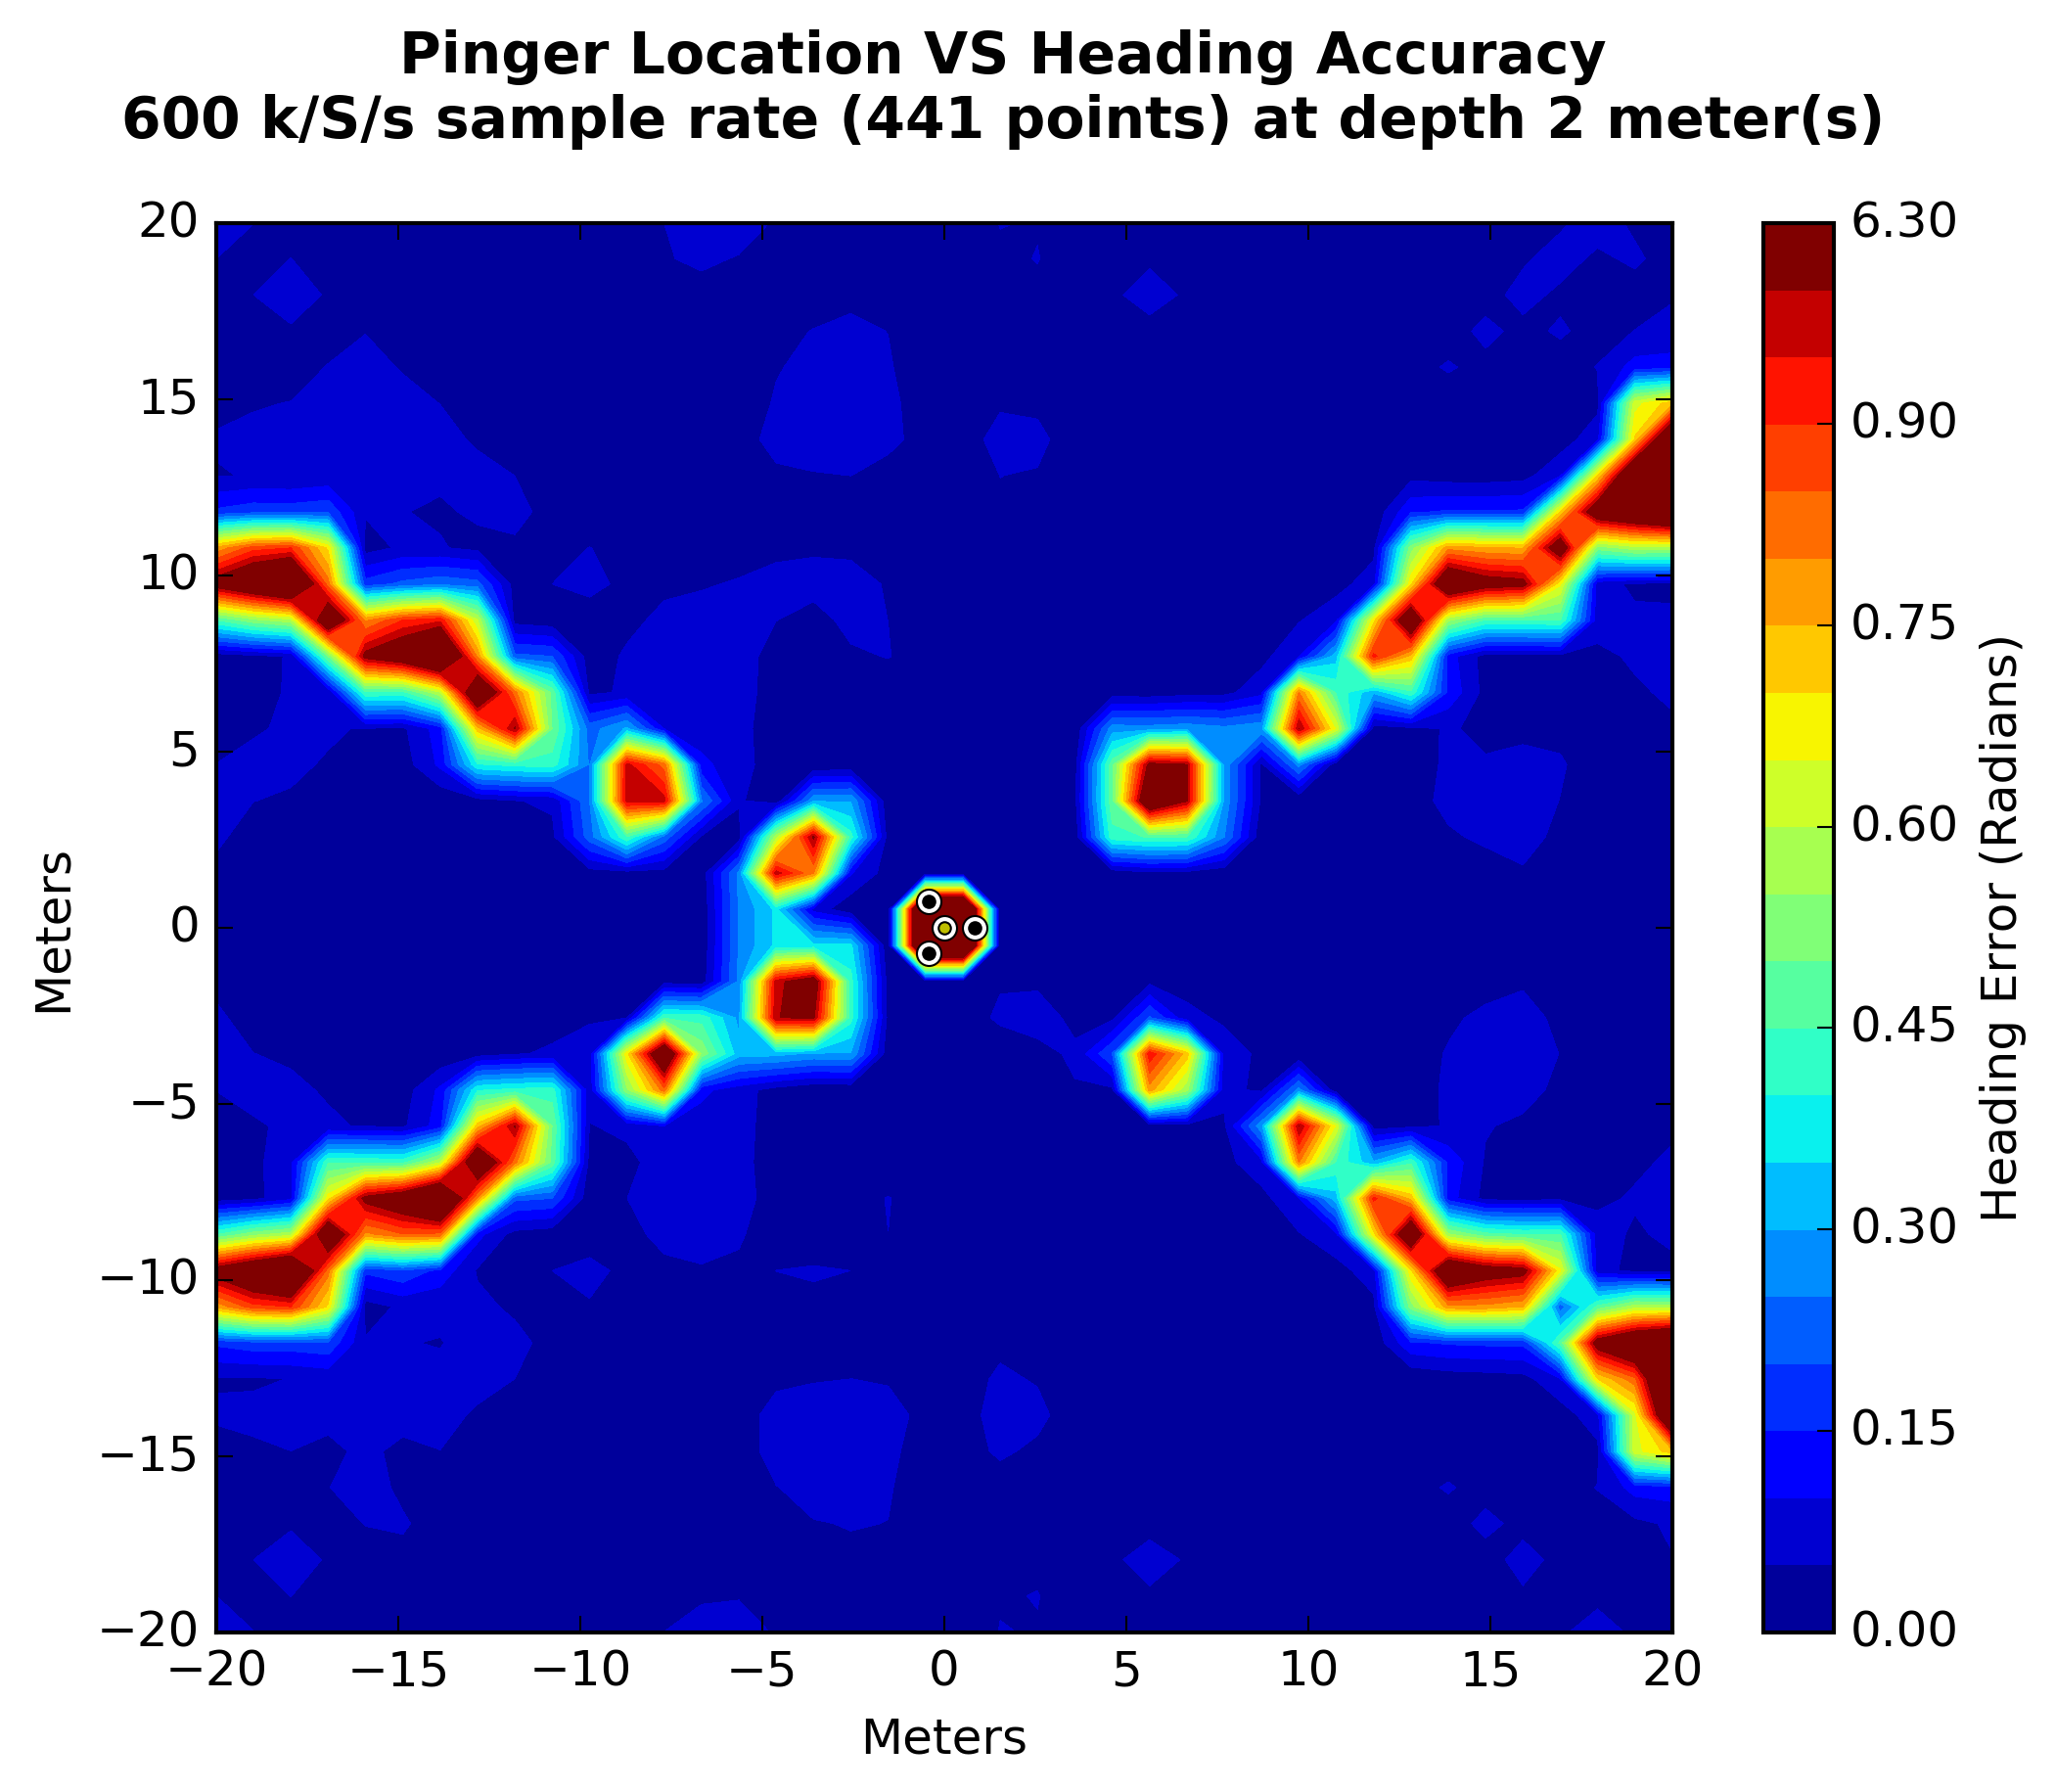 Pinger Location VS Heading Accuracy
600 k/S/s sample rate (441 points) at depth 2 meter(s)
20
15
10
5
0
−5
−10
−15
−20
Meters
−20 −15 −10 −5 0 5 10 15 20
Meters
6.30
0.90
0.75
0.60
0.45
0.30
0.15
0.00
Heading Error (Radians)